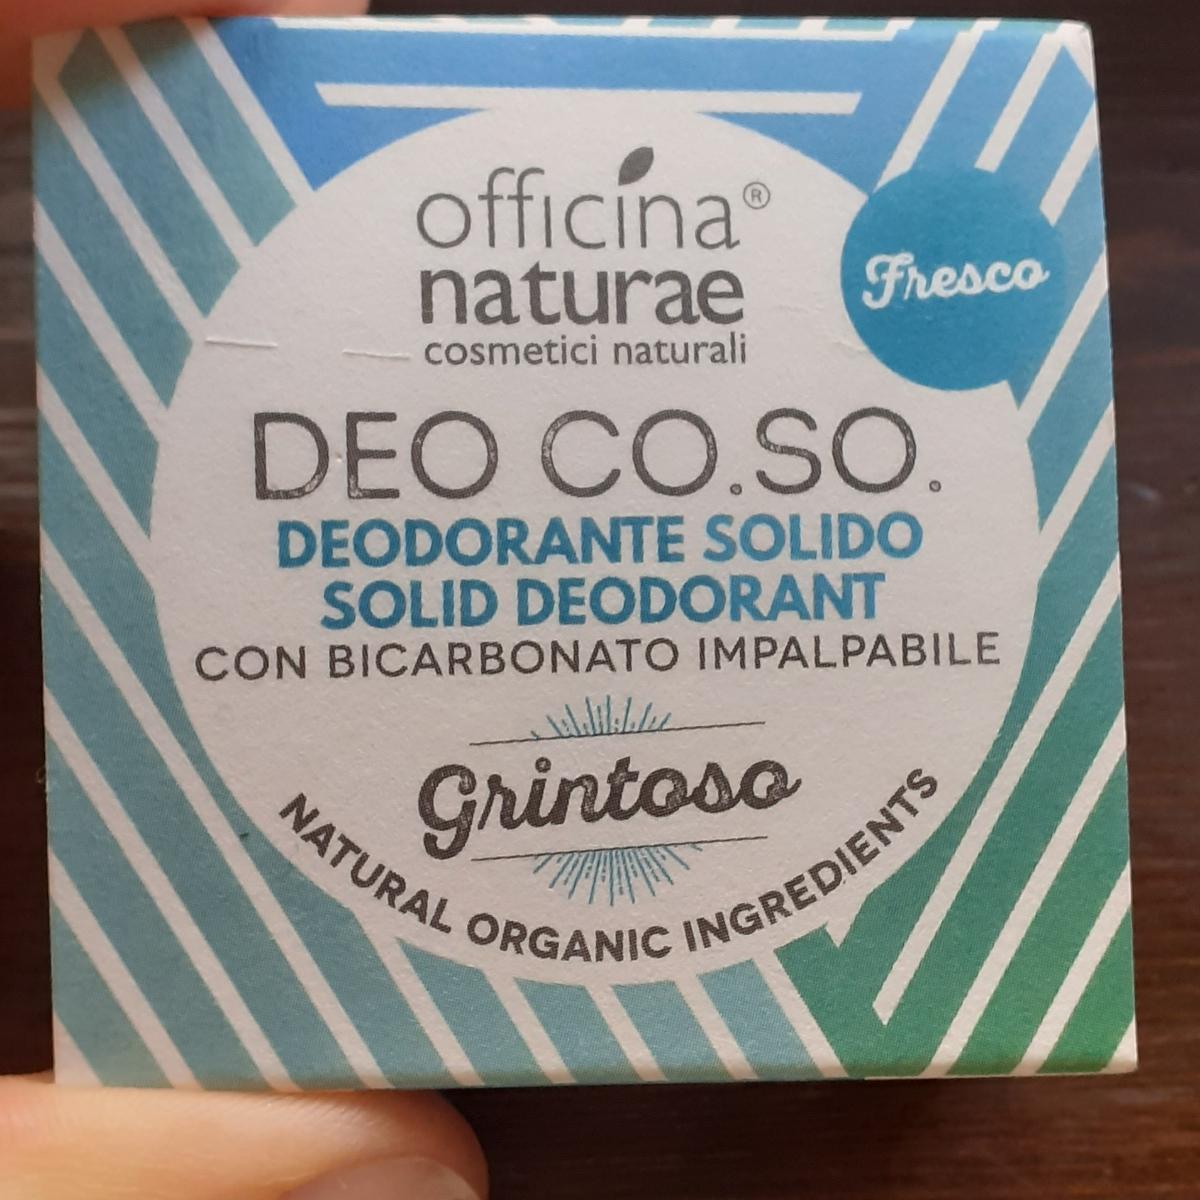 officina®
naturae
cosmetici naturali
Fresco
DEO CO.SO.
DEODORANTE SOLIDO
SOLID DEODORANT
CON BICARBONATO IMPALPABILE
Grintoso
NATURAL ORGANIC INGREDIENTS